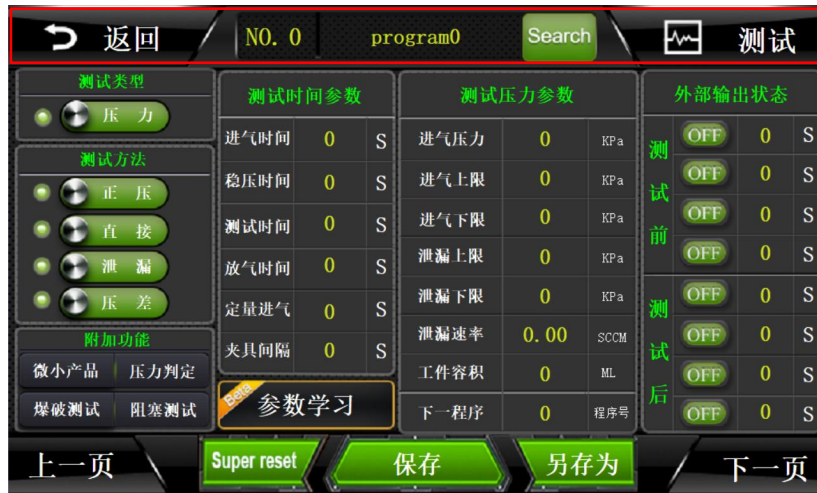 返回 NO. 0 program0 Search 测试
测试类型
压 力
测试方法
正 压
直 接
泄 漏
压 差
附加功能
微小产品 压力判定
爆破测试 阻塞测试
测试时间参数
进气时间 0 S
稳压时间 0 S
测试时间 0 S
放气时间 0 S
定量进气 0 S
夹具间隔 0 S
Beta 参数学习
测试压力参数
进气压力 0 KPa
进气上限 0 KPa
进气下限 0 KPa
泄漏上限 0 KPa
泄漏下限 0 KPa
泄漏速率 0.00 SCCM
工件容积 0 ML
下一程序 0 程序号
外部输出状态
测试前
OFF 0 S
OFF 0 S
OFF 0 S
OFF 0 S
测试后
OFF 0 S
OFF 0 S
OFF 0 S
OFF 0 S
上一页 Super reset 保存 另存为 下一页